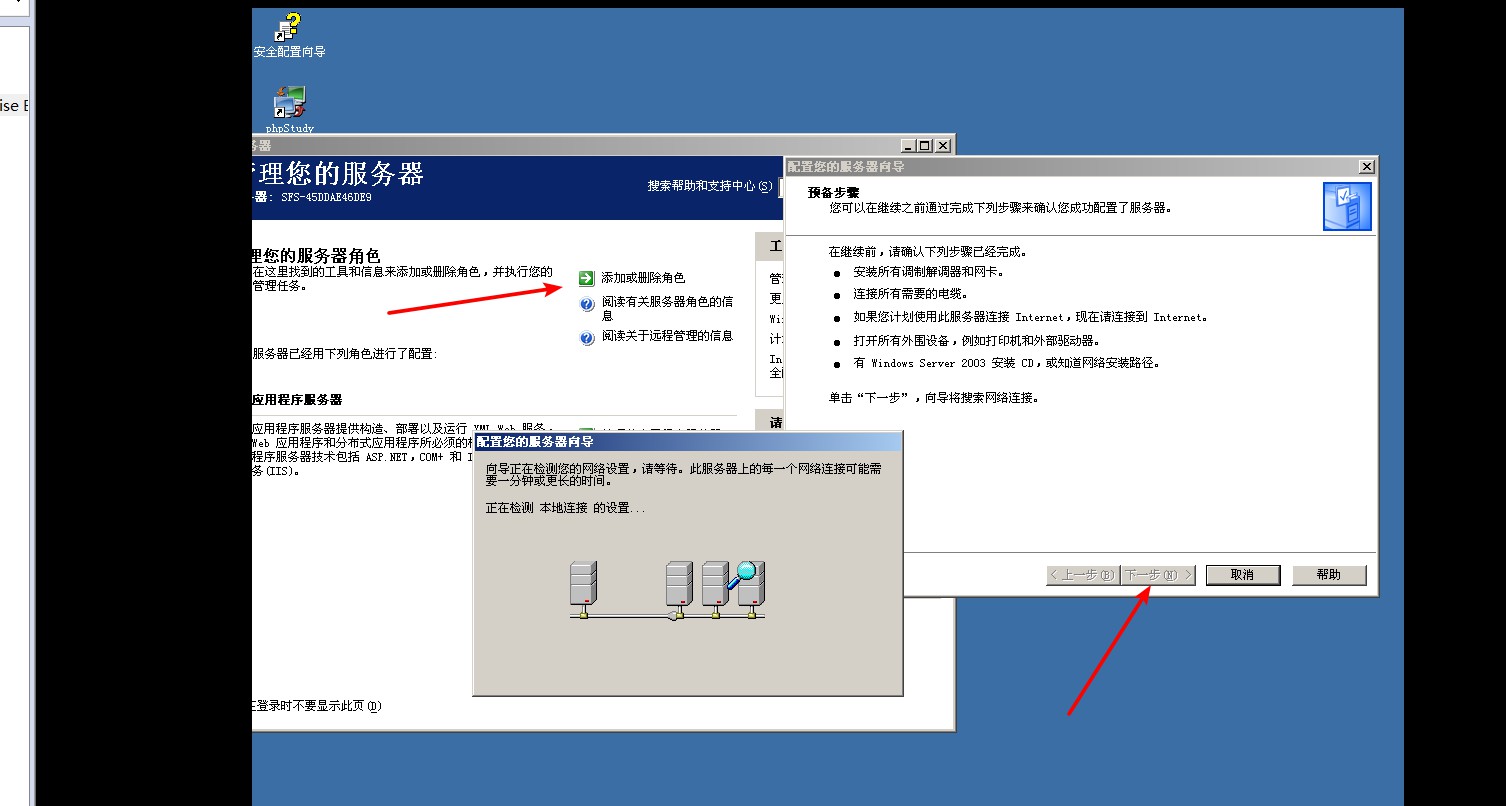 安全配置向导
ise E
phpStudy
务器
管理您的服务器
器: SFS-45DDAE46DE9
搜索帮助和支持中心(S)
理您的服务器角色
在这里找到的工具和信息来添加或删除角色，并执行您的
管理任务。
添加或删除角色
阅读有关服务器角色的信
息
阅读关于远程管理的信息
服务器已经用下列角色进行了配置:
应用程序服务器
应用程序服务器提供构造、部署以及运行 XML Web 服务、
Web 应用程序和分布式应用程序所必须的
程序服务器技术包括 ASP.NET，COM+ 和 I
务(IIS)。
工
管
更
Wi
计
In
全
请
在登录时不要显示此页(D)
配置您的服务器向导
预备步骤
您可以在继续之前通过完成下列步骤来确认您成功配置了服务器。
在继续前，请确认下列步骤已经完成。
● 安装所有调制解调器和网卡。
● 连接所有需要的电缆。
● 如果您计划使用此服务器连接 Internet，现在请连接到 Internet。
● 打开所有外围设备，例如打印机和外部驱动器。
● 有 Windows Server 2003 安装 CD，或知道网络安装路径。
单击“下一步”，向导将搜索网络连接。
< 上一步(B) 下一步(N) > 取消 帮助
配置您的服务器向导
向导正在检测您的网络设置，请等待。此服务器上的每一个网络连接可能需
要一分钟或更长的时间。
正在检测 本地连接 的设置...